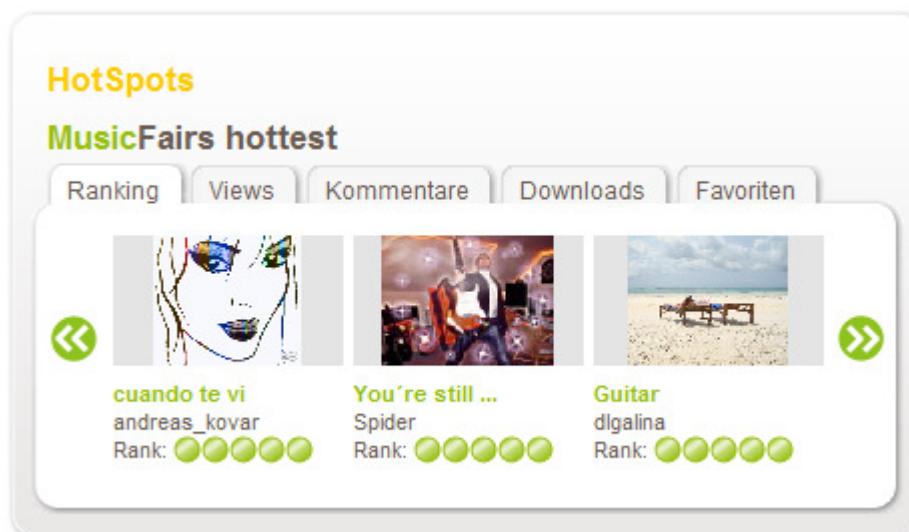 HotSpots
MusicFairs hottest
Ranking Views Kommentare Downloads Favoriten
cuando te vi You´re still ... Guitar
andreas_kovar Spider dlgalina
Rank: Rank: Rank: